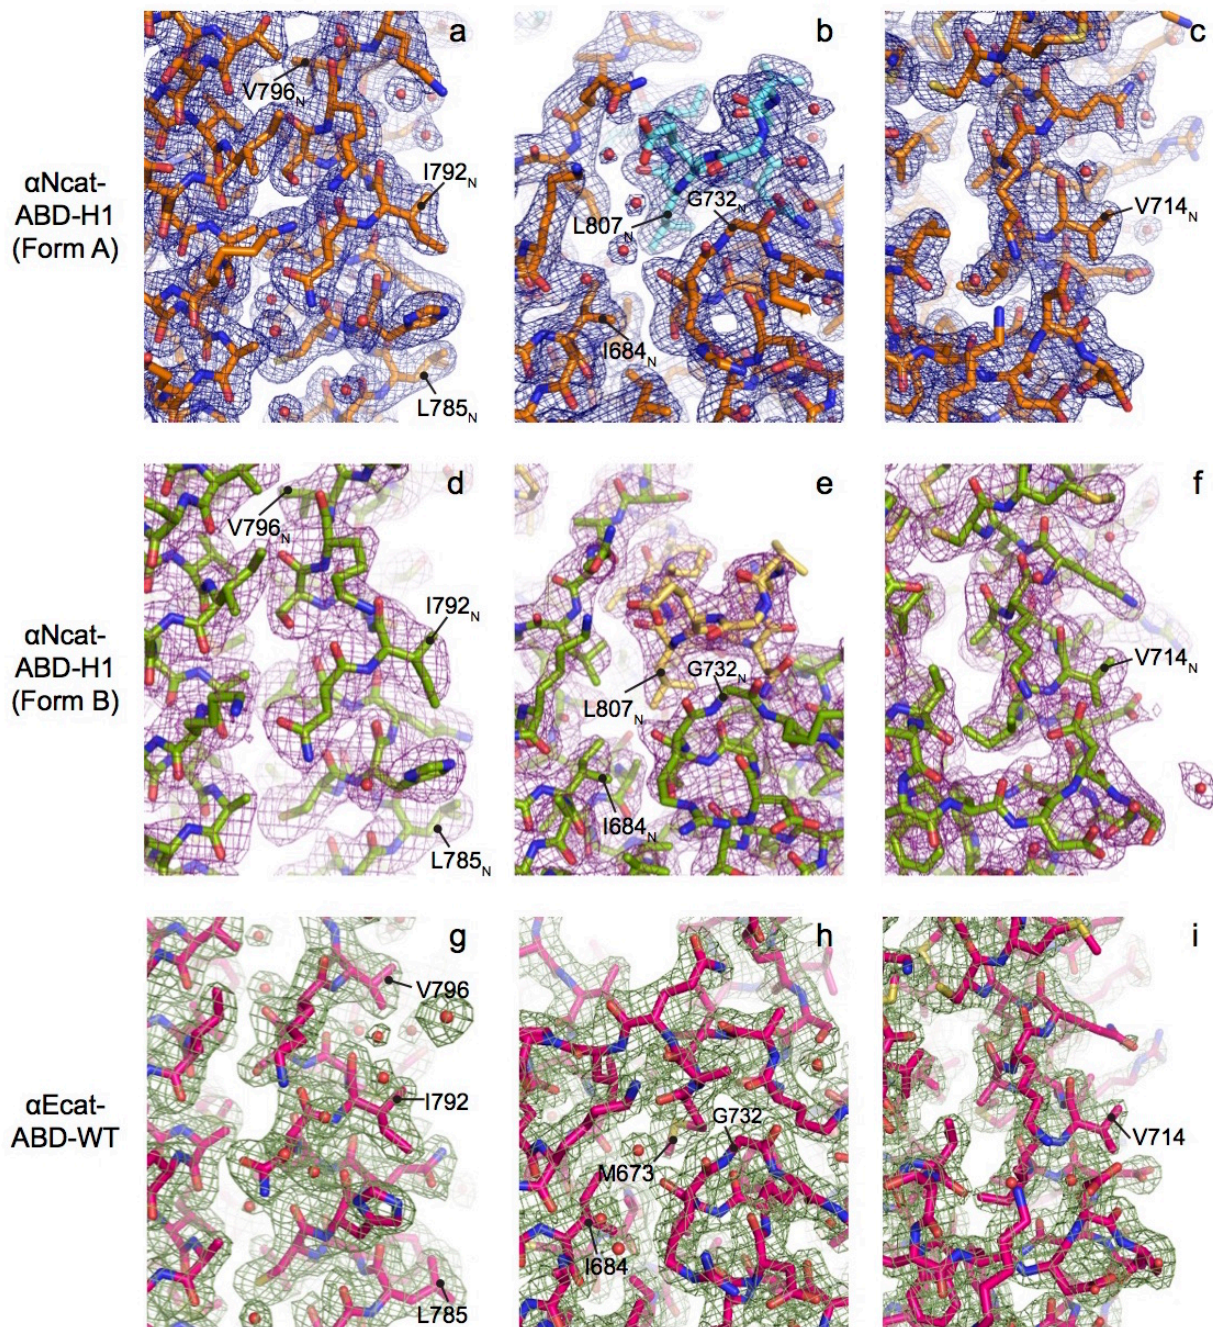 a
b
c
αNcat-
ABD-H1
(Form A)
V796N
I792N
L785N
L807N
G732N
I684N
V714N
d
e
f
αNcat-
ABD-H1
(Form B)
V796N
I792N
L785N
G732N
L807N
I684N
V714N
g
h
i
αEcat-
ABD-WT
V796
I792
L785
G732
M673
I684
V714